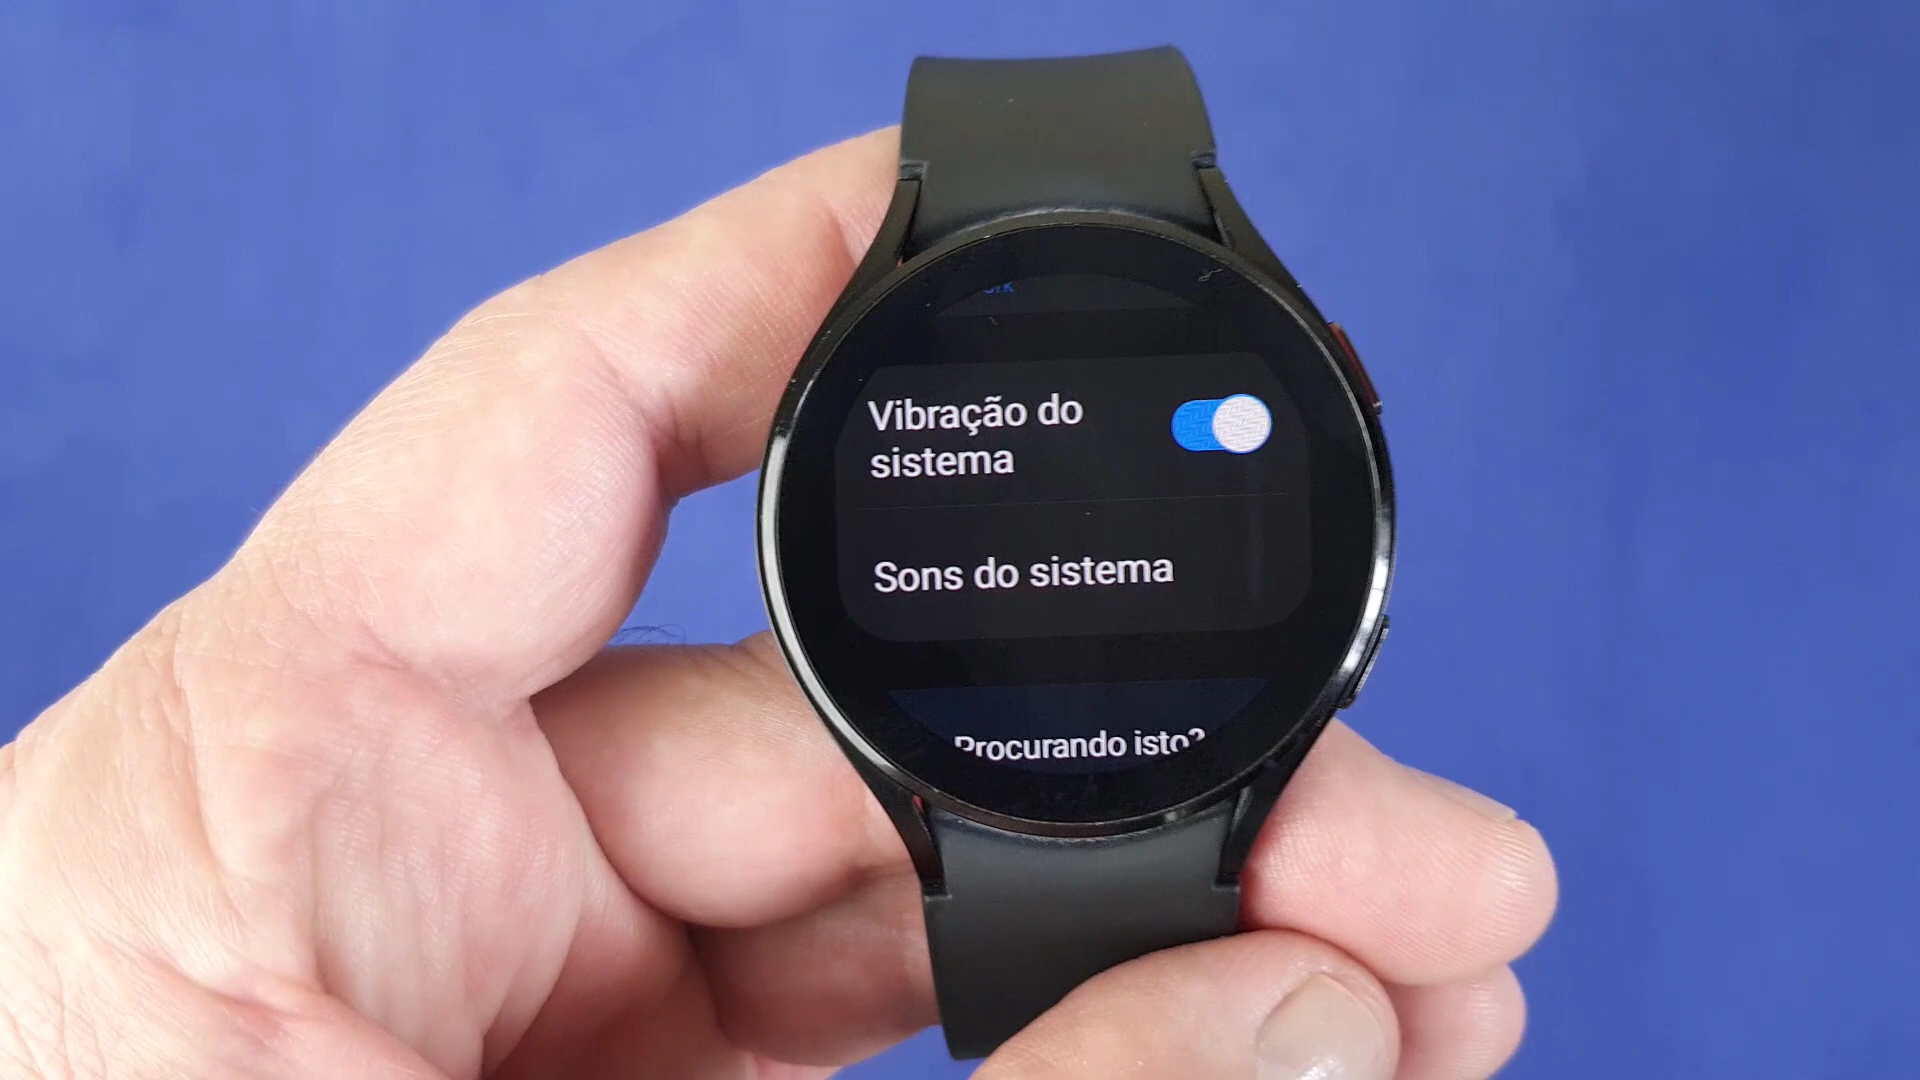 Vibração do
sistema
Sons do sistema
Procurando isto?